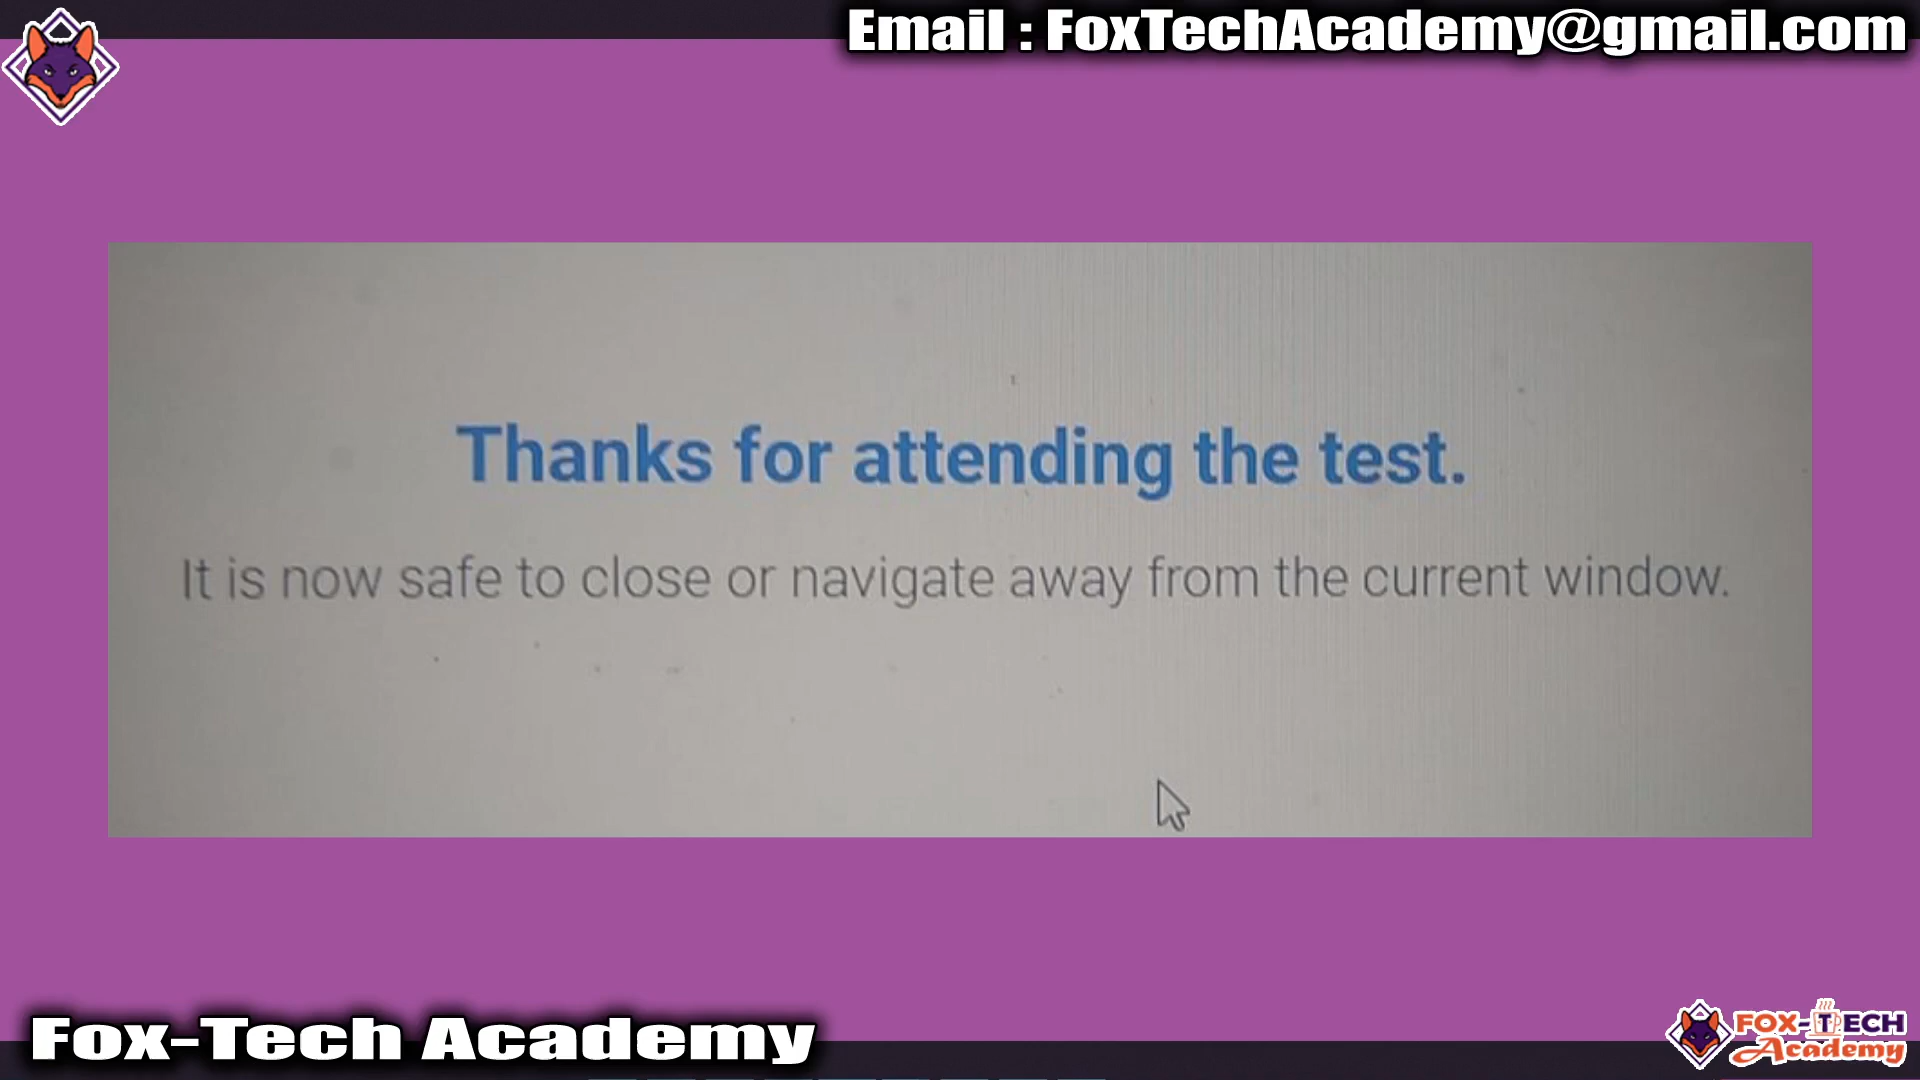 Email : FoxTechAcademy@gmail.com
Thanks for attending the test.
It is now safe to close or navigate away from the current window.
Fox-Tech Academy
FOX-TECH
Academy